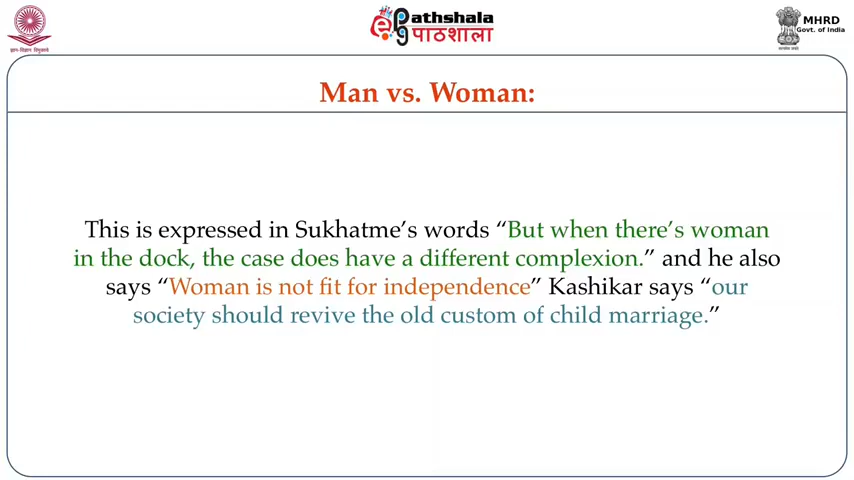 ePathshala
पाठशाला
MHRD
Govt. of India
Man vs. Woman:
This is expressed in Sukhatme’s words “But when there’s woman
in the dock, the case does have a different complexion.” and he also
says “Woman is not fit for independence” Kashikar says “our
society should revive the old custom of child marriage.”